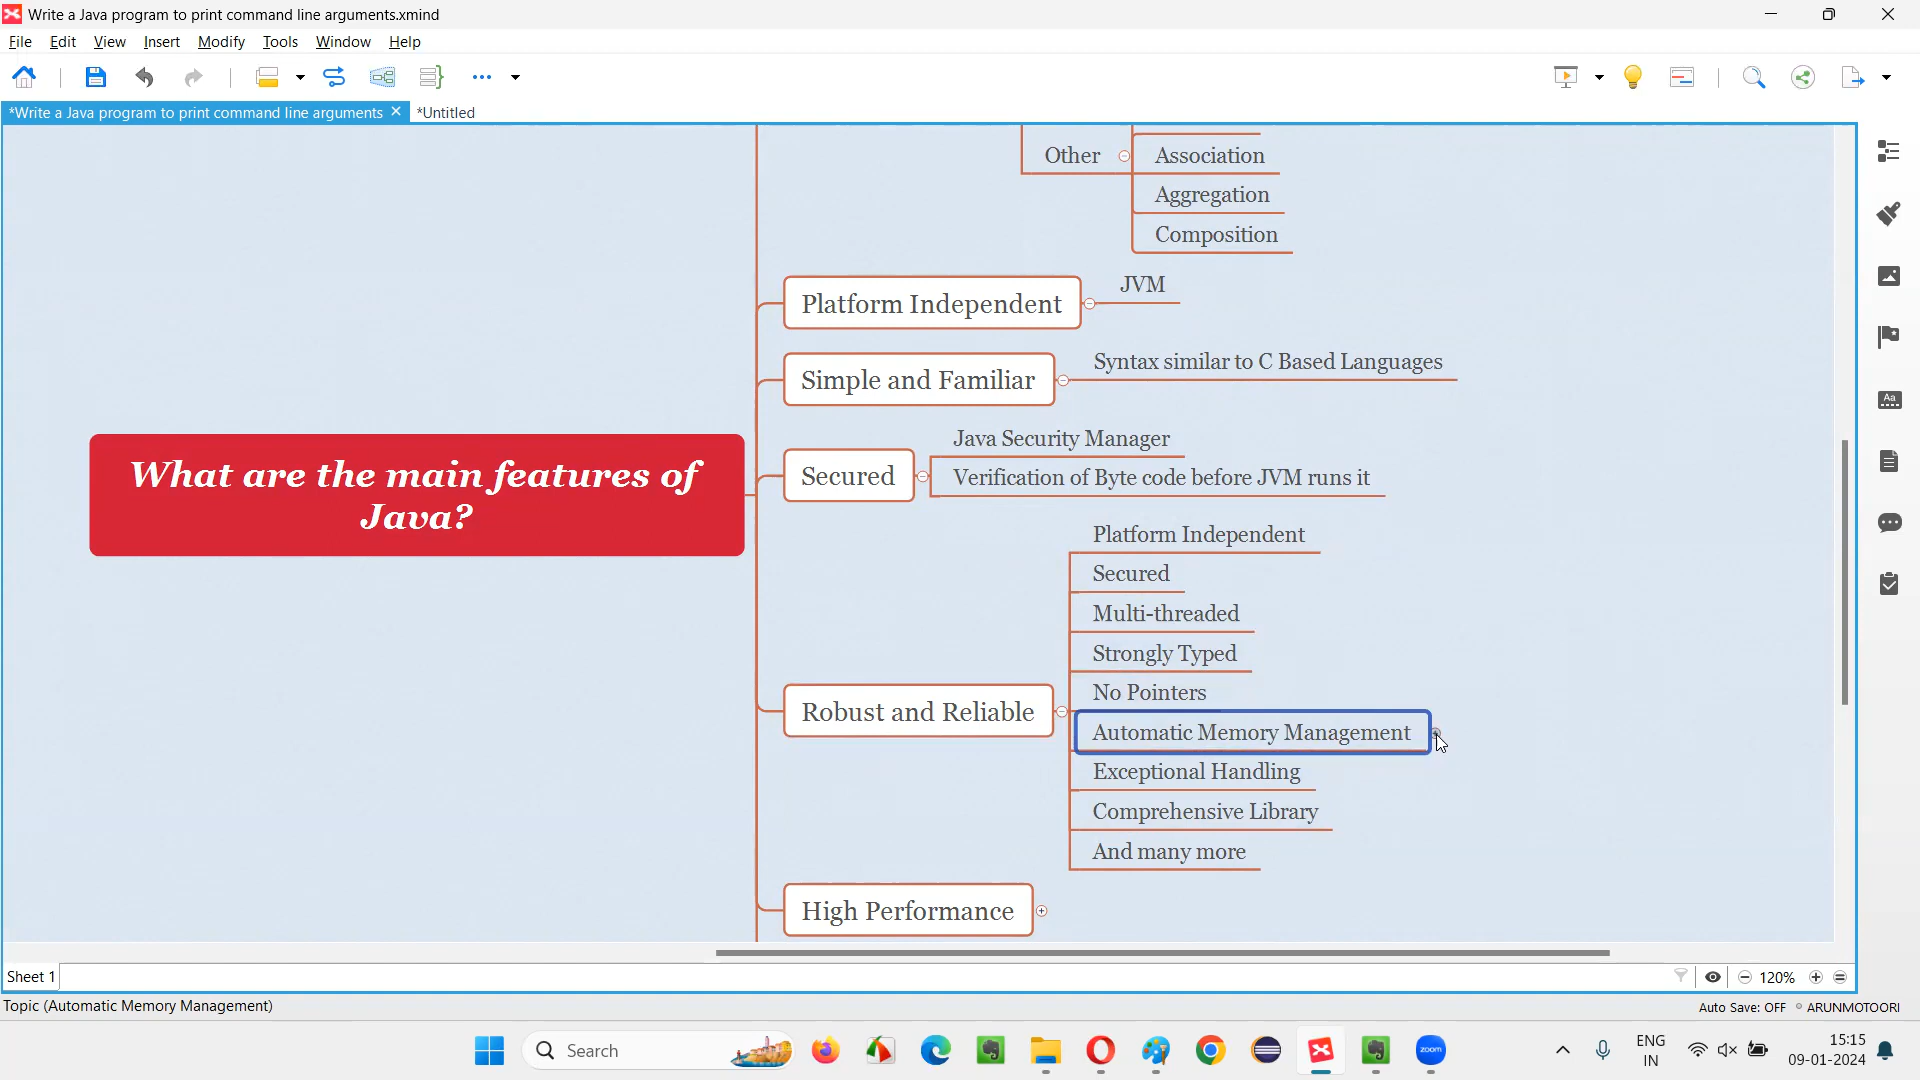 Write a Java program to print command line arguments.xmind
File Edit View Insert Modify Tools Window Help
*Write a Java program to print command line arguments
*Untitled
Other
Association
Aggregation
Composition
Platform Independent
JVM
Simple and Familiar
Syntax similar to C Based Languages
What are the main features of
Java?
Secured
Java Security Manager
Verification of Byte code before JVM runs it
Robust and Reliable
Platform Independent
Secured
Multi-threaded
Strongly Typed
No Pointers
Automatic Memory Management
Exceptional Handling
Comprehensive Library
And many more
High Performance
Aa
Sheet 1
120%
Topic (Automatic Memory Management)
Auto Save: OFF
ARUNMOTOORI
Search
zoom
ENG
IN
15:15
09-01-2024